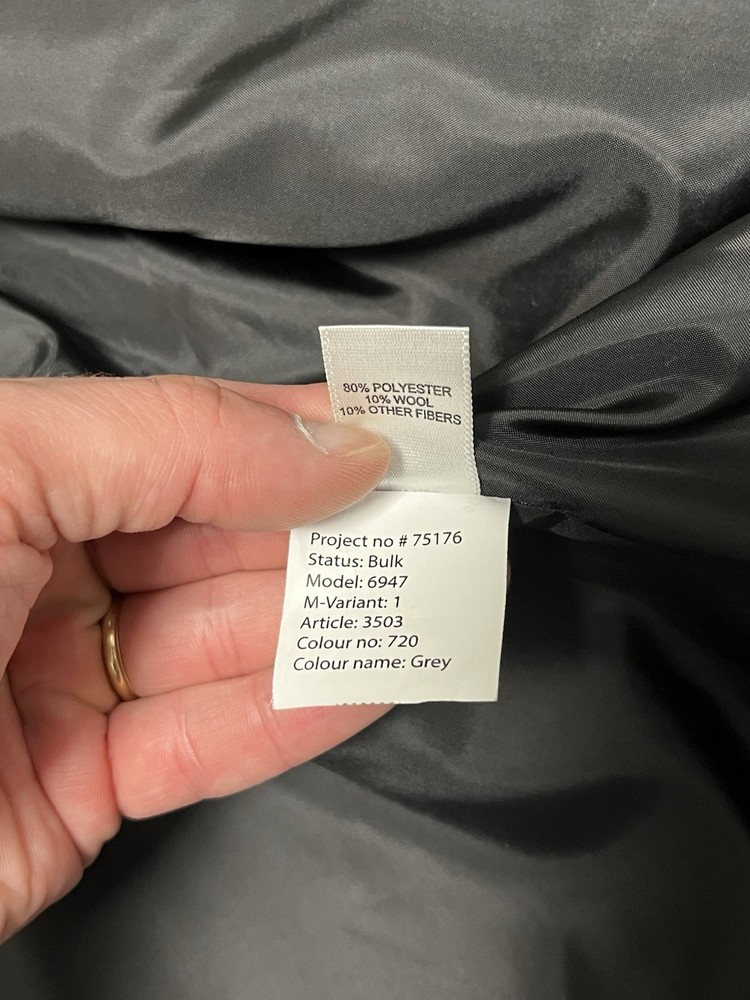 80% POLYESTER
10% WOOL
10% OTHER FIBERS
Project no # 75176
Status: Bulk
Model: 6947
M-Variant: 1
Article: 3503
Colour no: 720
Colour name: Grey